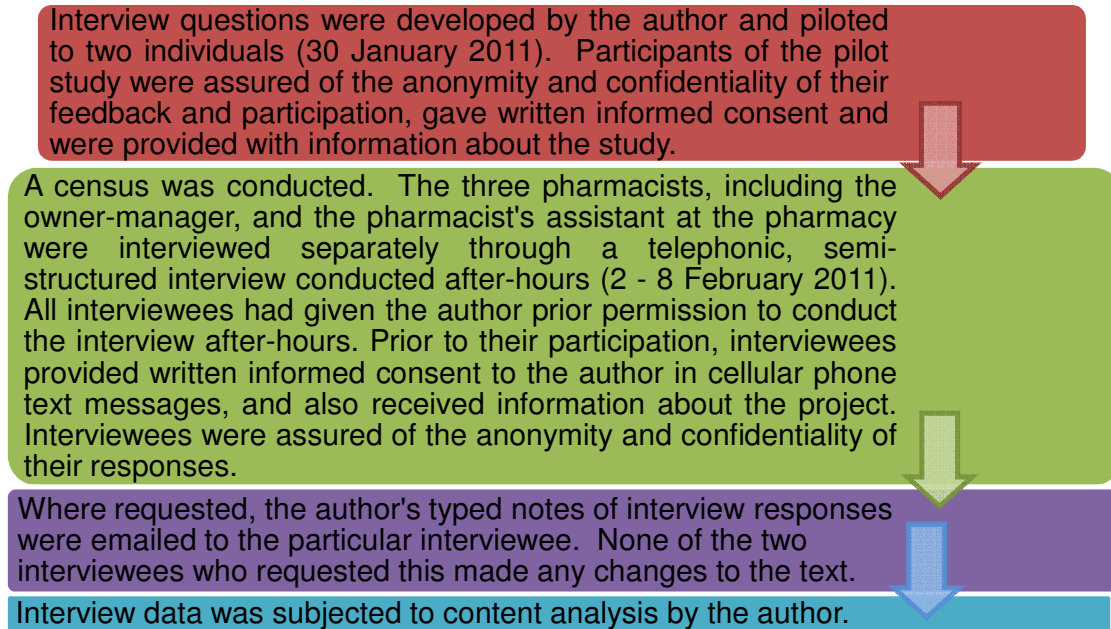 Interview questions were developed by the author and piloted
to two individuals (30 January 2011).  Participants of the pilot
study were assured of the anonymity and confidentiality of their
feedback and participation, gave written informed consent and
were provided with information about the study.
A census was conducted.  The three pharmacists, including the
owner-manager, and the pharmacist's assistant at the pharmacy
were interviewed separately through a telephonic, semi-
structured interview conducted after-hours (2 - 8 February 2011).
All interviewees had given the author prior permission to conduct
the interview after-hours. Prior to their participation, interviewees
provided written informed consent to the author in cellular phone
text messages, and also received information about the project.
Interviewees were assured of the anonymity and confidentiality of
their responses.
Where requested, the author's typed notes of interview responses
were emailed to the particular interviewee.  None of the two
interviewees who requested this made any changes to the text.
Interview data was subjected to content analysis by the author.